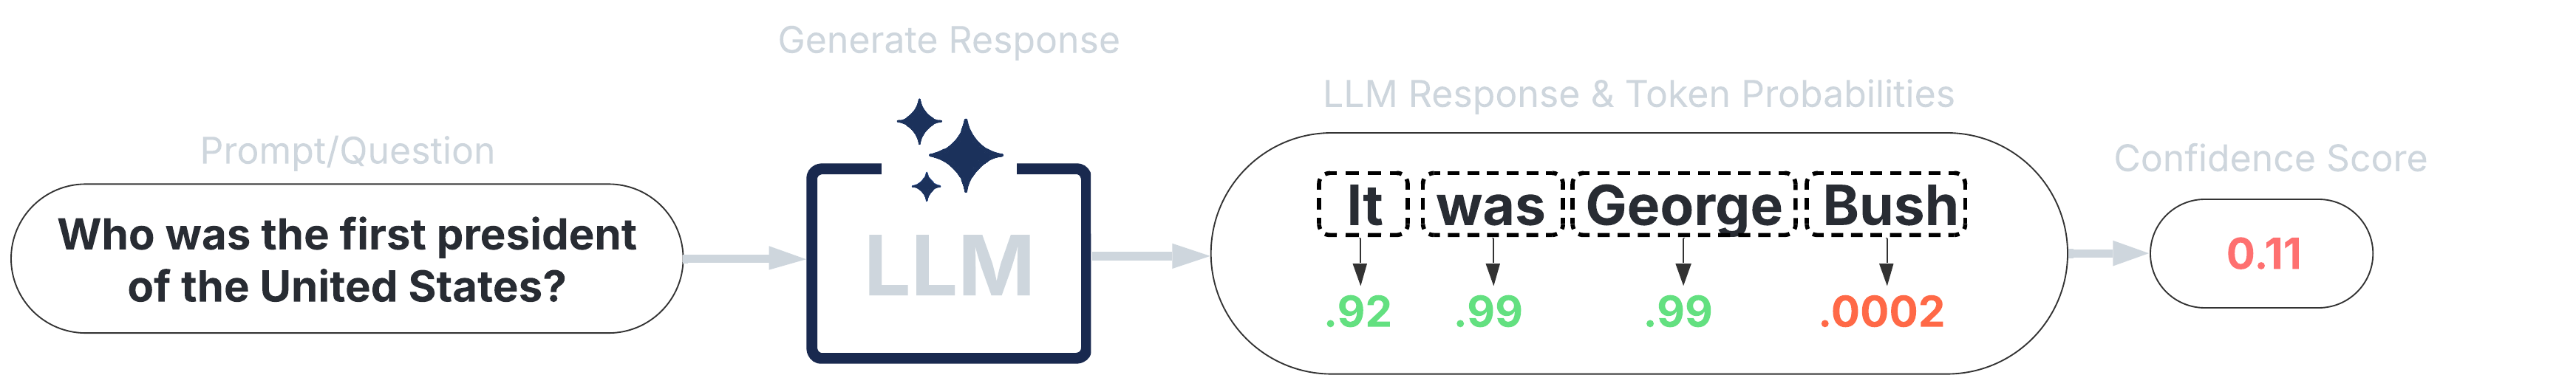 Prompt/Question
Who was the first president
of the United States?
Generate Response
LLM
LLM Response & Token Probabilities
It was George Bush
.92 .99 .99 .0002
Confidence Score
0.11